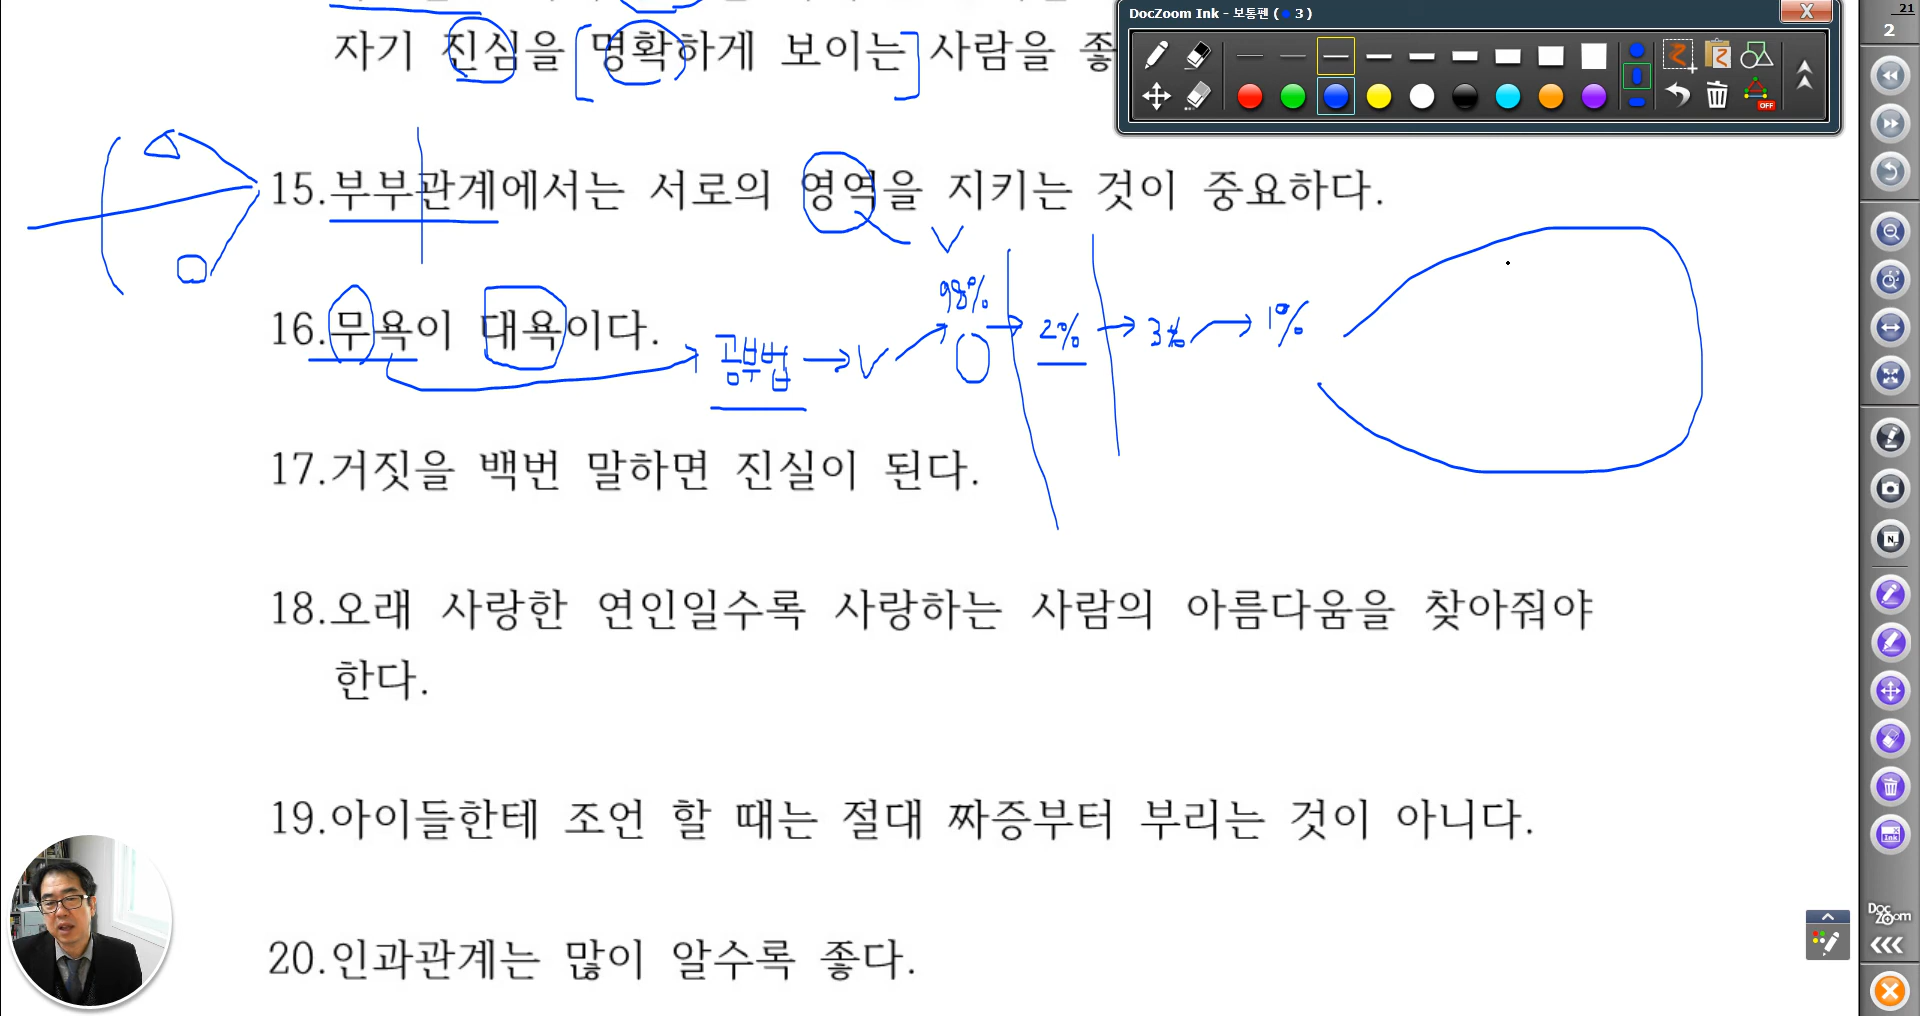 DocZoom Ink - 보통펜 ( 3 )
X
21
2
자기 진심을 [명확하게 보이는] 사람을 좋
OFF
15.부부관계에서는 서로의 영역을 지키는 것이 중요하다.
V
98%
16.무욕이 대욕이다.
공부법 → V 0 → 2% → 3% → 1%
17.거짓을 백번 말하면 진실이 된다.
18.오래 사랑한 연인일수록 사랑하는 사람의 아름다움을 찾아줘야
한다.
19.아이들한테 조언 할 때는 절대 짜증부터 부리는 것이 아니다.
20.인과관계는 많이 알수록 좋다.
N
Ink
DocZoom